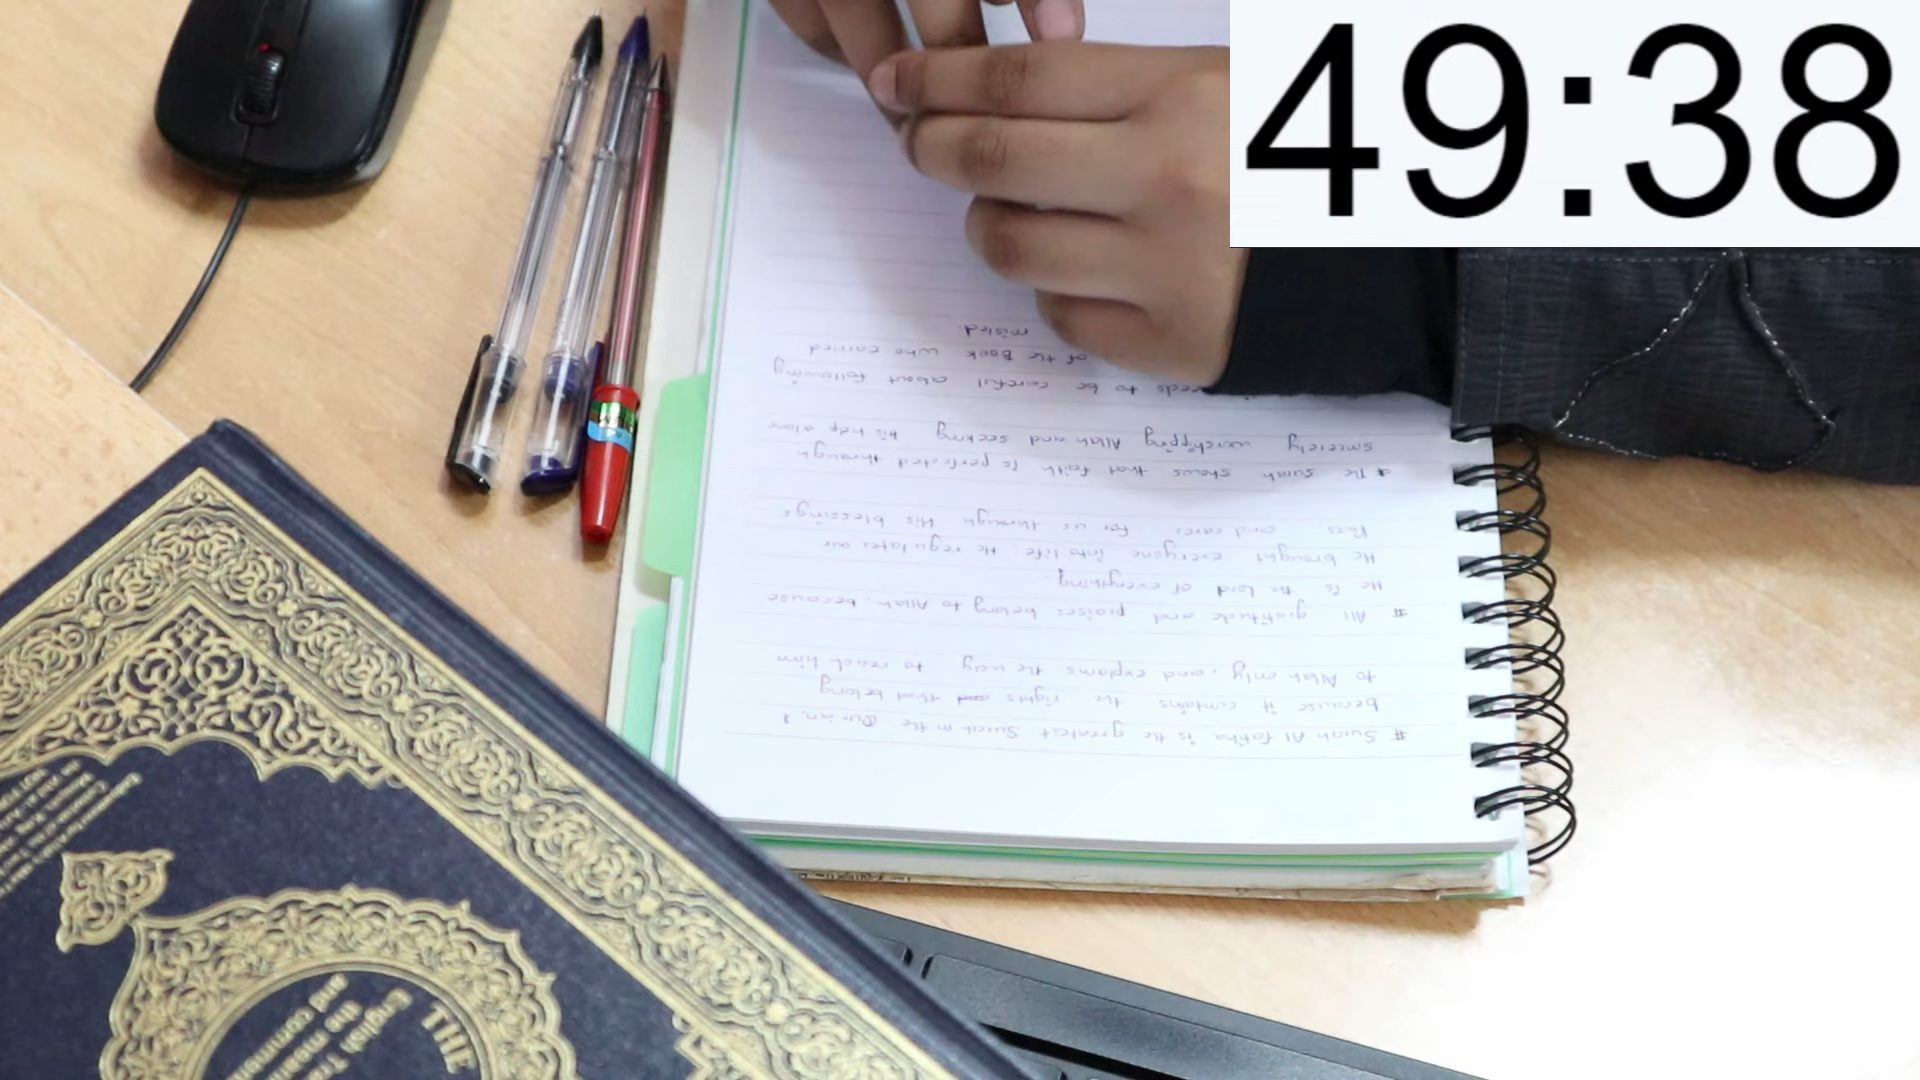 49:38
# Surah Al fatiha is the greatest Surah in the Qur'an,
because it contains the rights that belong
to Allah only, and explains the way to reach him
# All gratitude and praises belong to Allah, because
He is the Lord of everything.
He brought everyone into life; He regulates our
and cares for us through His blessings
The Surah shows that faith is perfected through
sincerely worshipping Allah and seeking His help alone
needs to be careful about following
of the Book who earned
misled.
THE
English
the
and